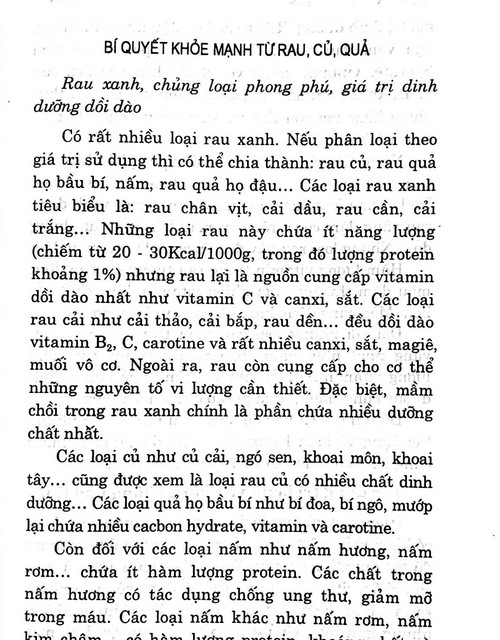 BÍ QUYẾT KHỎE MẠNH TỪ RAU, CỦ, QUẢ
Rau xanh, chủng loại phong phú, giá trị dinh
dưỡng dồi dào
Có rất nhiều loại rau xanh. Nếu phân loại theo
giá trị sử dụng thì có thể chia thành: rau củ, rau quả
họ bầu bí, nấm, rau quả họ đậu... Các loại rau xanh
tiêu biểu là: rau chân vịt, cải dầu, rau cần, cải
trắng... Những loại rau này chứa ít năng lượng
(chiếm từ 20 - 30Kcal/1000g, trong đó lượng protein
khoảng 1%) nhưng rau lại là nguồn cung cấp vitamin
dồi dào nhất như vitamin C và canxi, sắt. Các loại
rau cải như cải thảo, cải bắp, rau dền... đều dồi dào
vitamin B₂, C, carotine và rất nhiều canxi, sắt, magiê,
muối vô cơ. Ngoài ra, rau còn cung cấp cho cơ thể
những nguyên tố vi lượng cần thiết. Đặc biệt, mầm
chồi trong rau xanh chính là phần chứa nhiều dưỡng
chất nhất.
Các loại củ như củ cải, ngó sen, khoai môn, khoai
tây... cũng được xem là loại rau củ có nhiều chất dinh
dưỡng... Các loại quả họ bầu bí như bí đoa, bí ngô, mướp
lại chứa nhiều cacbon hydrate, vitamin và carotine.
Còn đối với các loại nấm như nấm hương, nấm
rơm... chứa ít hàm lượng protein. Các chất trong
nấm hương có tác dụng chống ung thư, giảm mỡ
trong máu. Các loại nấm khác như nấm rơm, nấm
kim châm... có hàm lượng protein